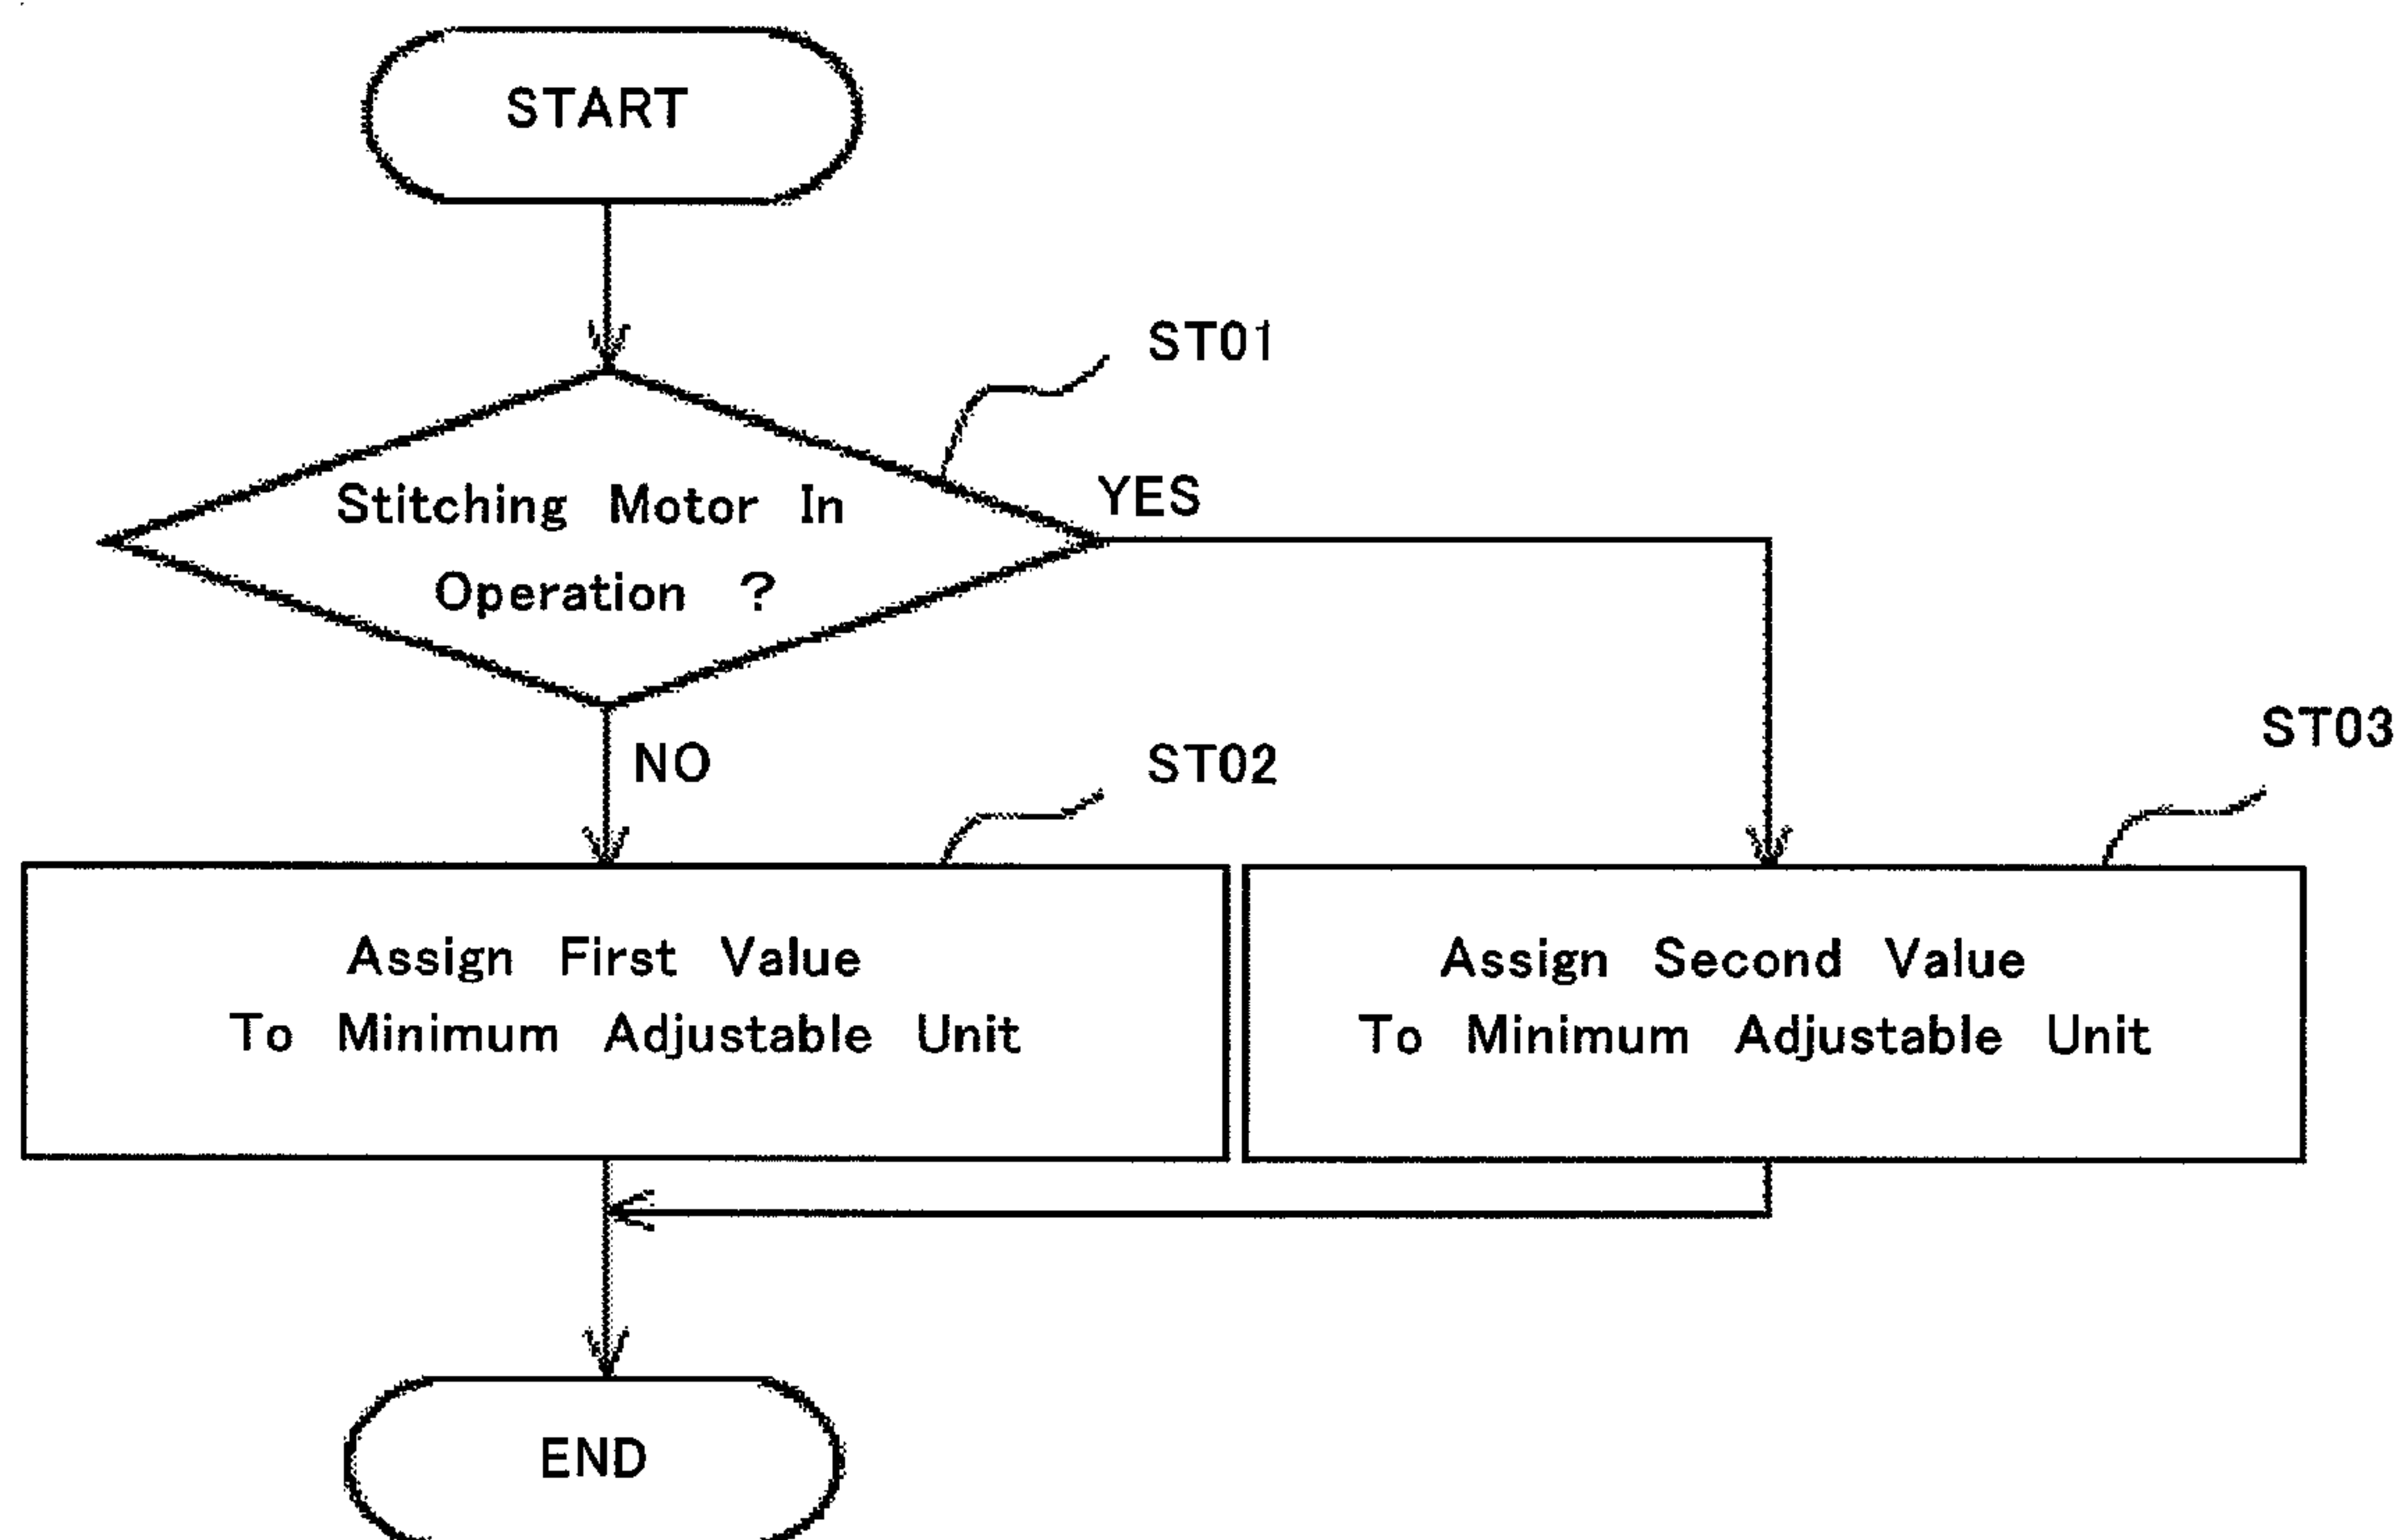 START
ST01
Stitching Motor In
Operation ?
YES
NO
ST02
ST03
Assign First Value
To Minimum Adjustable Unit
Assign Second Value
To Minimum Adjustable Unit
END